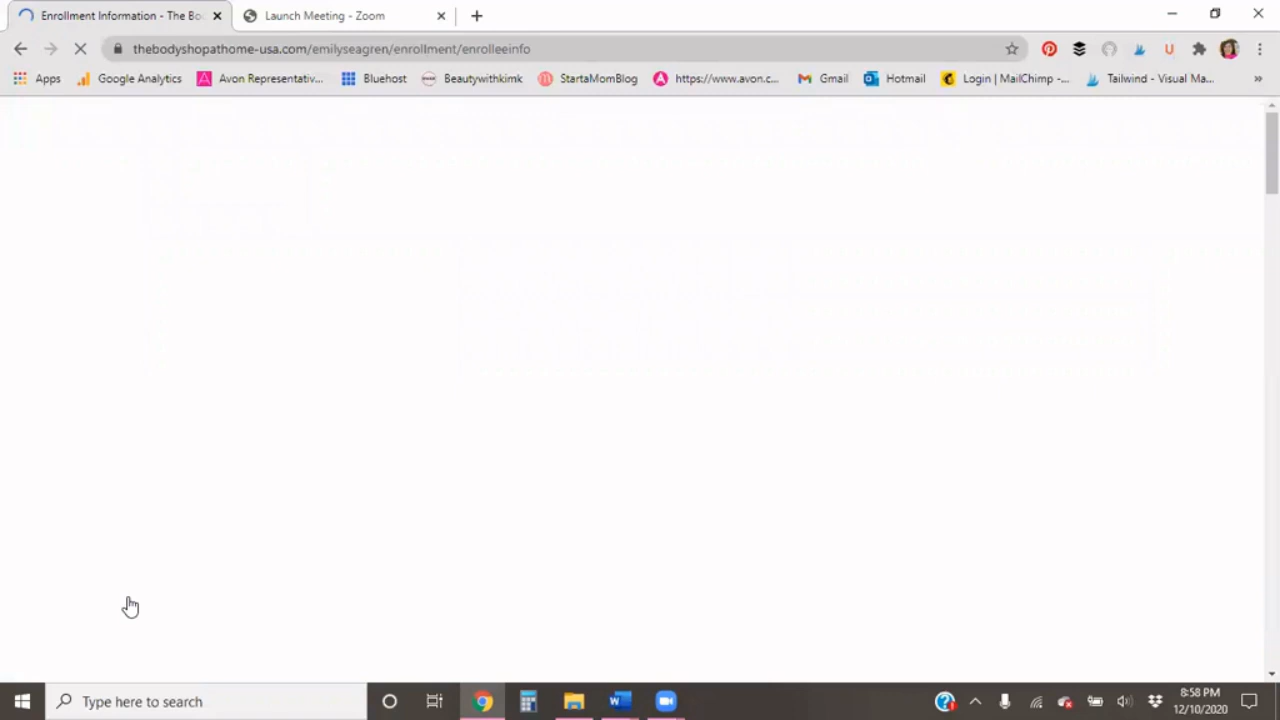 Enrollment Information - The Bo
Launch Meeting - Zoom
thebodyshopathome-usa.com/emilyseagren/enrollment/enrolleeinfo
Apps
Google Analytics
Avon Representativ...
Bluehost
Beautywithkimk
StartaMomBlog
https://www.avon.c...
Gmail
Hotmail
Login | MailChimp -...
Tailwind - Visual Ma...
Type here to search
8:58 PM
12/10/2020